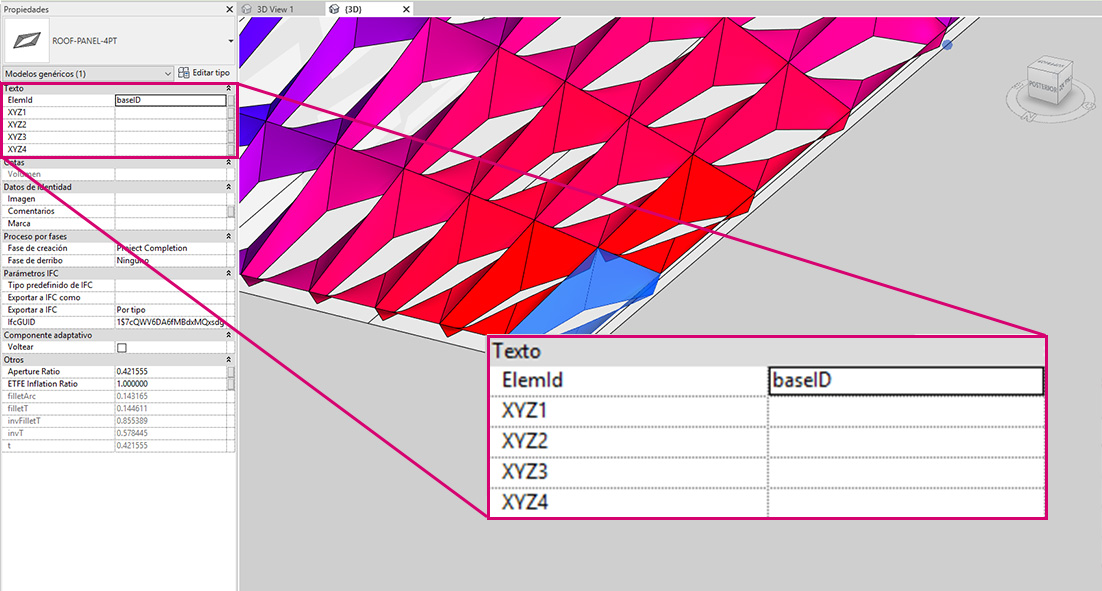 Propiedades
3D View 1
{3D}
ROOF-PANEL-4PT
Modelos genéricos (1)
Editar tipo
Texto
ElemId baseID
XYZ1
XYZ2
XYZ3
XYZ4
Cotas
Volumen
Datos de identidad
Imagen
Comentarios
Marca
Proceso por fases
Fase de creación Project Completion
Fase de derribo Ninguno
Parámetros IFC
Tipo predefinido de IFC
Exportar a IFC como
Exportar a IFC Por tipo
IfcGUID 1S7cQWV6DA6fMBdxMQxsdg
Componente adaptativo
Voltear
Otros
Aperture Ratio 0.421555
ETFE Inflation Ratio 1.000000
filletArc 0.143165
filletT 0.144611
invFilletT 0.855389
invT 0.578445
t 0.421555
POSTERIOR
Texto
ElemId baseID
XYZ1
XYZ2
XYZ3
XYZ4